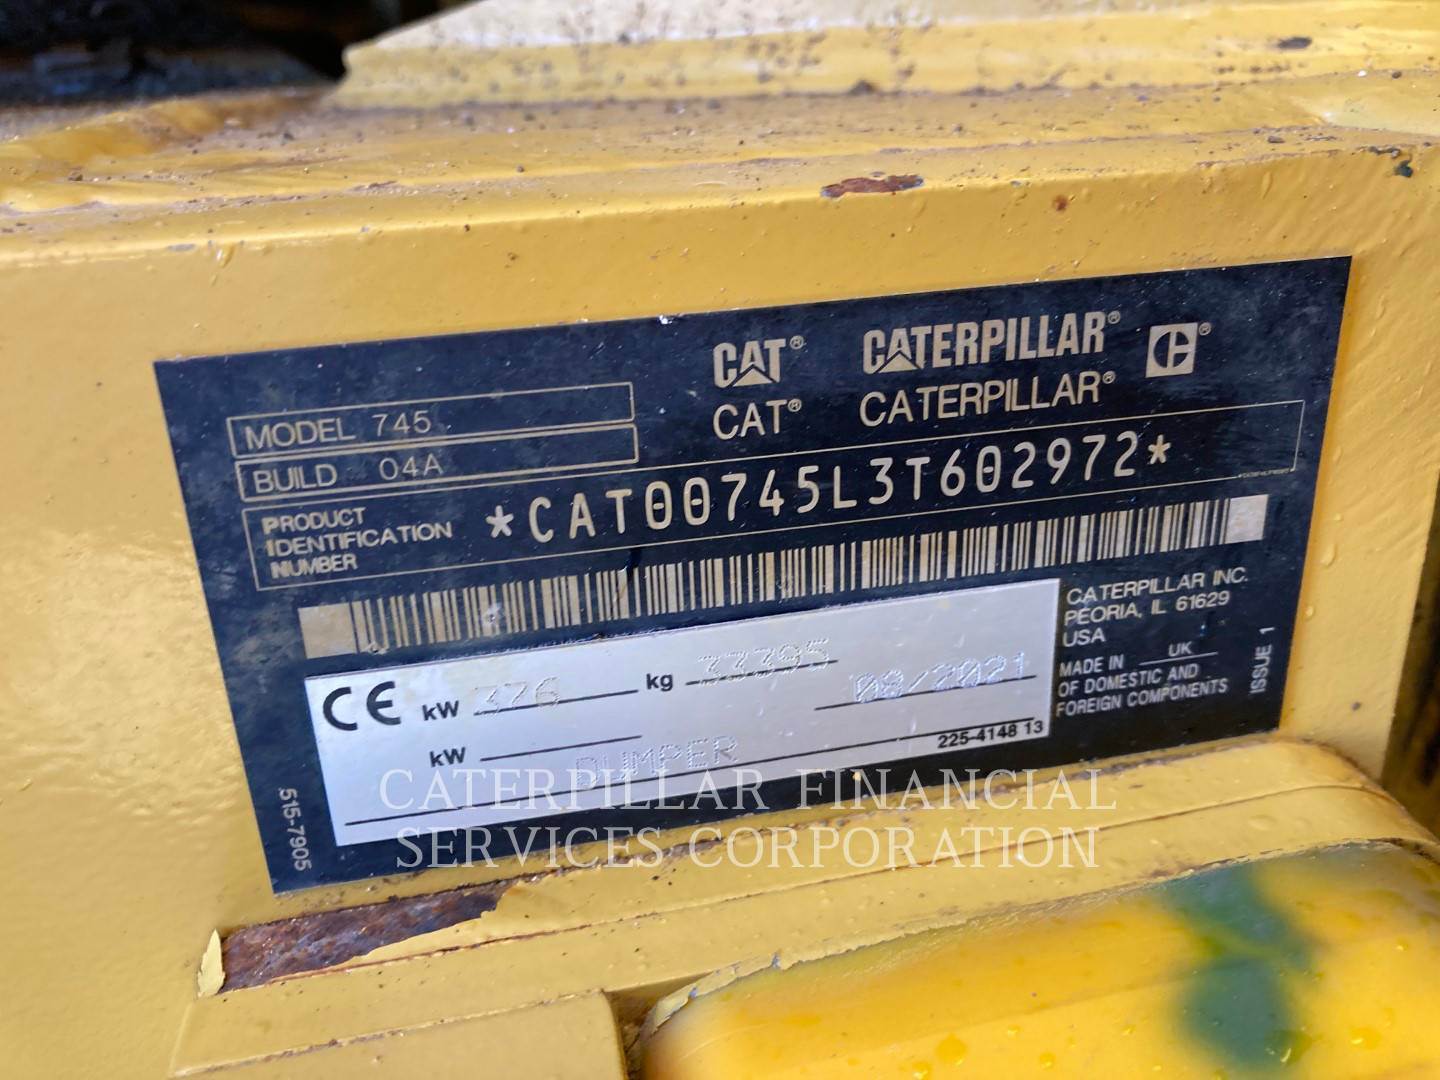 CAT® CATERPILLAR® C®
CAT® CATERPILLAR®
MODEL 745
BUILD 04A
PRODUCT
IDENTIFICATION
NUMBER
*CAT00745L3T602972*
CATERPILLAR INC.
PEORIA, IL 61629
USA
MADE IN UK
OF DOMESTIC AND
FOREIGN COMPONENTS
ISSUE 1
CE kW 376 kg 33395 08/2021
kW
DUMPER
225-4148 13
515-7905
CATERPILLAR FINANCIAL
SERVICES CORPORATION